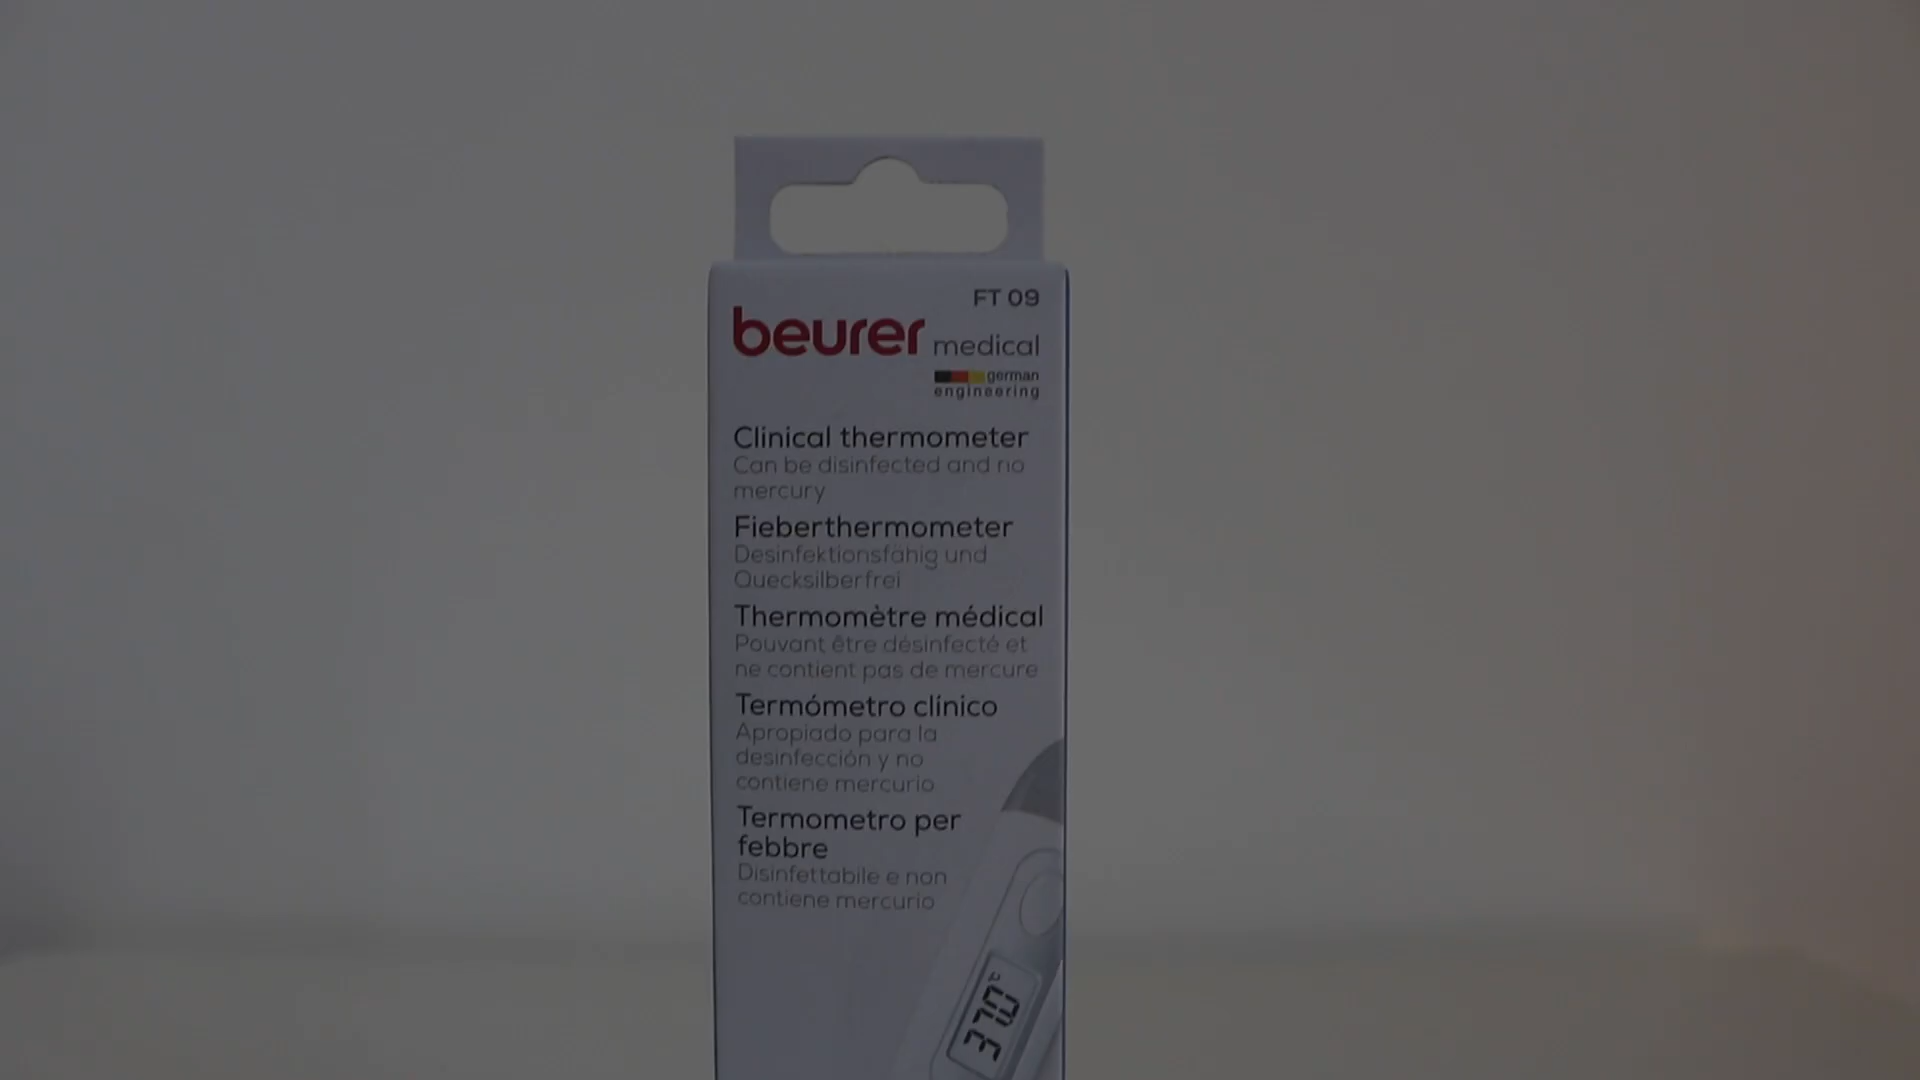 FT 09
beurer medical
german
engineering
Clinical thermometer
Can be disinfected and no
mercury
Fieberthermometer
Desinfektionsfähig und
Quecksilberfrei
Thermomètre médical
Pouvant être désinfecté et
ne contient pas de mercure
Termómetro clínico
Apropiado para la
desinfección y no
contiene mercurio
Termometro per
febbre
Disinfettabile e non
contiene mercurio
37.0 °C